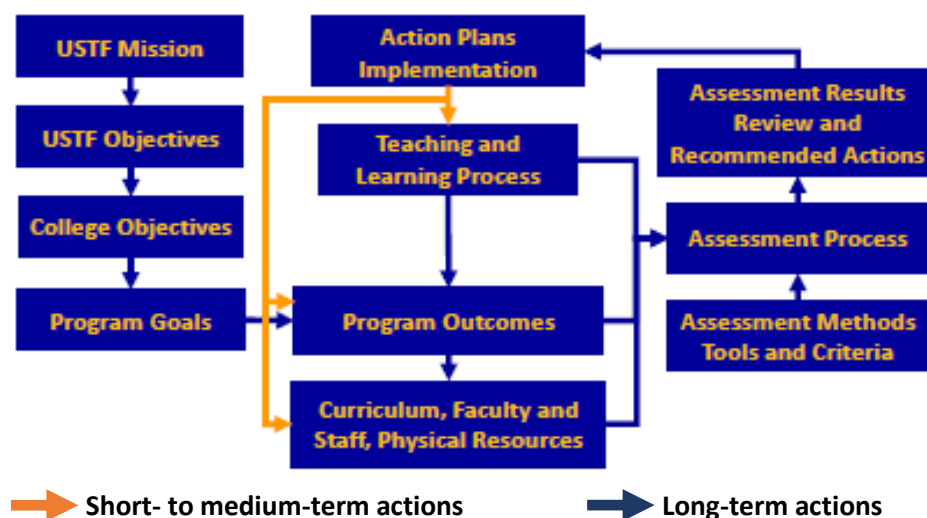 USTF Mission
USTF Objectives
College Objectives
Program Goals
Action Plans
Implementation
Teaching and
Learning Process
Program Outcomes
Curriculum, Faculty and
Staff, Physical Resources
Assessment Results
Review and
Recommended Actions
Assessment Process
Assessment Methods
Tools and Criteria
Short- to medium-term actions
Long-term actions